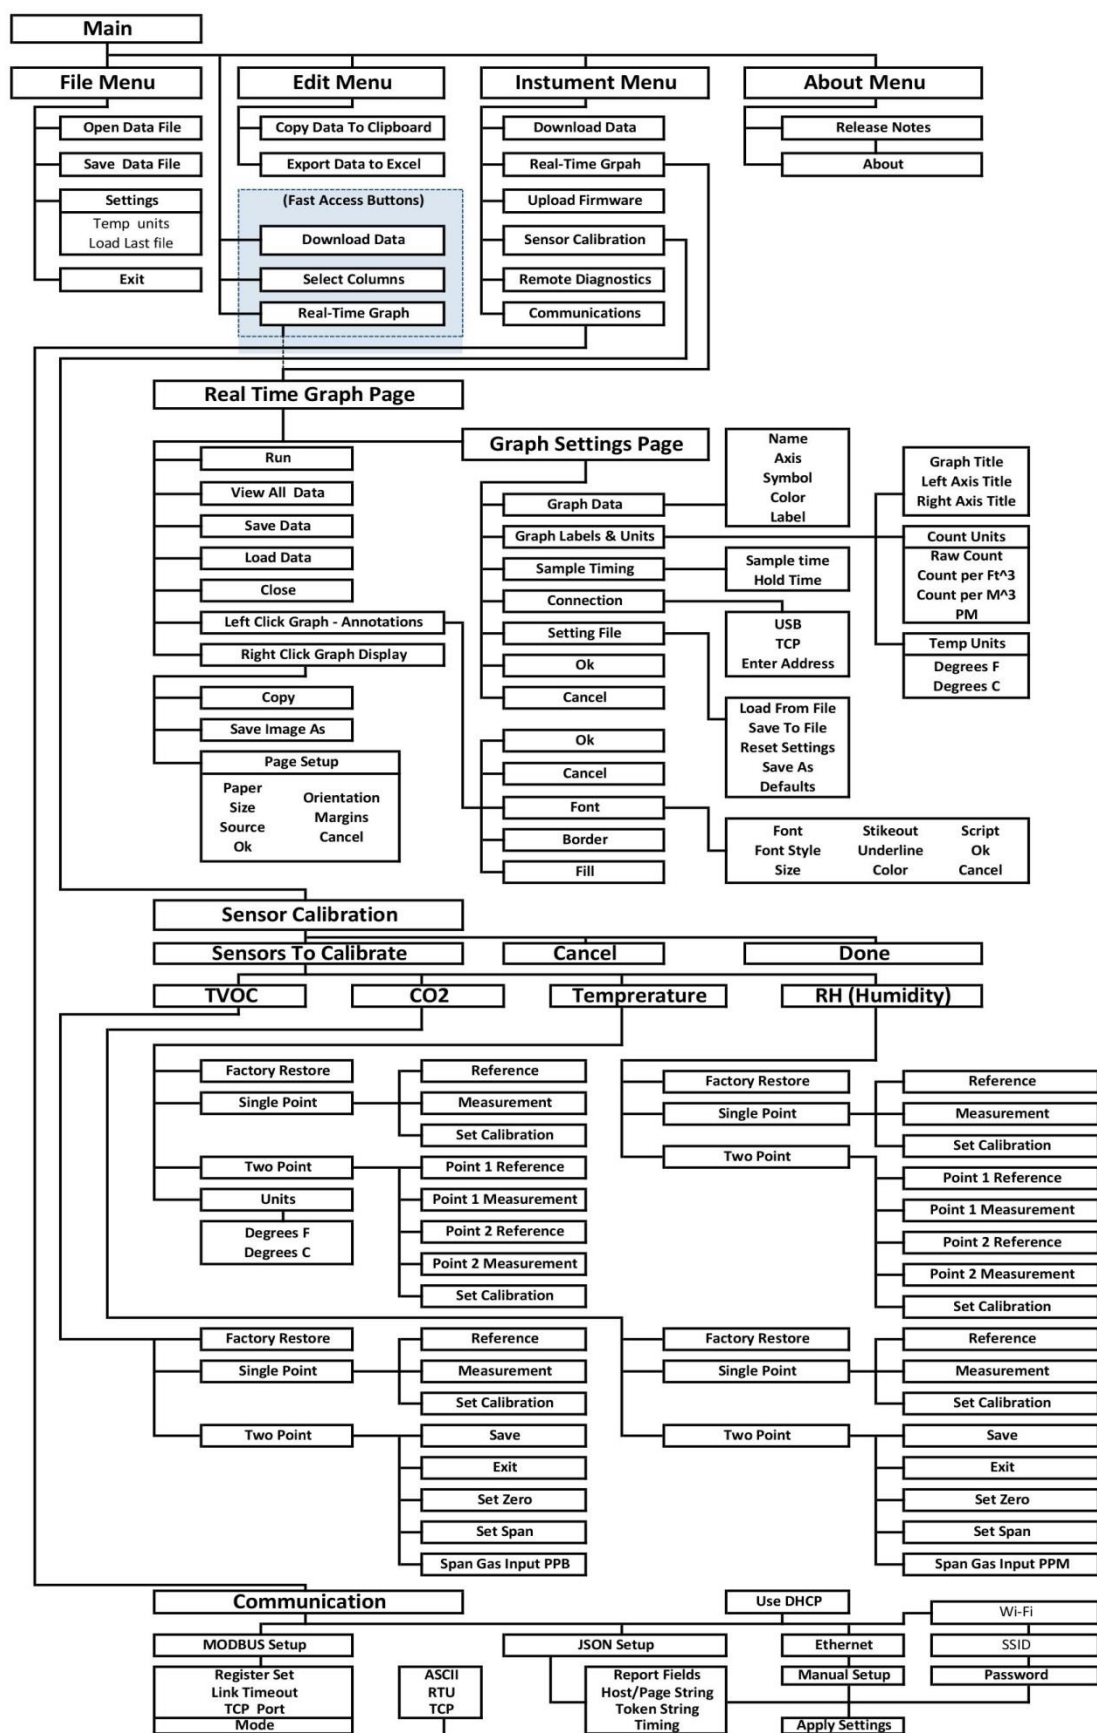 Main
File Menu
Edit Menu
Instument Menu
About Menu
Open Data File
Save Data File
Settings
Temp units
Load Last file
Exit
Copy Data To Clipboard
Export Data to Excel
(Fast Access Buttons)
Download Data
Select Columns
Real-Time Graph
Download Data
Real-Time Grpah
Upload Firmware
Sensor Calibration
Remote Diagnostics
Communications
Release Notes
About
Real Time Graph Page
Run
View All Data
Save Data
Load Data
Close
Left Click Graph - Annotations
Right Click Graph Display
Copy
Save Image As
Page Setup
Paper
Size
Source
Ok
Orientation
Margins
Cancel
Graph Settings Page
Graph Data
Graph Labels & Units
Sample Timing
Connection
Setting File
Ok
Cancel
Ok
Cancel
Font
Border
Fill
Name
Axis
Symbol
Color
Label
Sample time
Hold Time
USB
TCP
Enter Address
Load From File
Save To File
Reset Settings
Save As
Defaults
Font
Font Style
Size
Stikeout
Underline
Color
Script
Ok
Cancel
Graph Title
Left Axis Title
Right Axis Title
Count Units
Raw Count
Count per Ft^3
Count per M^3
PM
Temp Units
Degrees F
Degrees C
Sensor Calibration
Sensors To Calibrate
Cancel
Done
TVOC
CO2
Temprerature
RH (Humidity)
Factory Restore
Single Point
Two Point
Units
Degrees F
Degrees C
Reference
Measurement
Set Calibration
Point 1 Reference
Point 1 Measurement
Point 2 Reference
Point 2 Measurement
Set Calibration
Factory Restore
Single Point
Two Point
Reference
Measurement
Set Calibration
Point 1 Reference
Point 1 Measurement
Point 2 Reference
Point 2 Measurement
Set Calibration
Factory Restore
Single Point
Two Point
Reference
Measurement
Set Calibration
Save
Exit
Set Zero
Set Span
Span Gas Input PPB
Factory Restore
Single Point
Two Point
Reference
Measurement
Set Calibration
Save
Exit
Set Zero
Set Span
Span Gas Input PPM
Communication
Use DHCP
Wi-Fi
MODBUS Setup
JSON Setup
Ethernet
SSID
Register Set
Link Timeout
TCP Port
Mode
ASCII
RTU
TCP
Report Fields
Host/Page String
Token String
Timing
Manual Setup
Password
Apply Settings